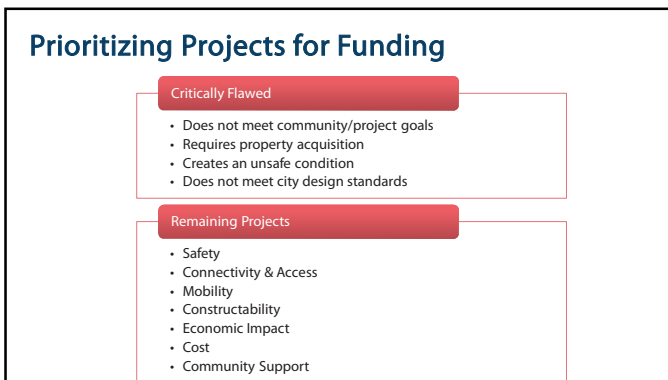 Prioritizing Projects for Funding
Critically Flawed
• Does not meet community/project goals
• Requires property acquisition
• Creates an unsafe condition
• Does not meet city design standards
Remaining Projects
• Safety
• Connectivity & Access
• Mobility
• Constructability
• Economic Impact
• Cost
• Community Support